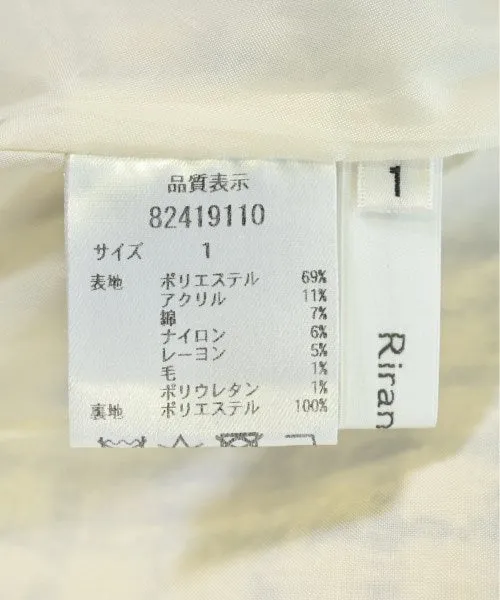 品質表示
82419110
サイズ 1
表地 ポリエステル 69%
アクリル 11%
綿 7%
ナイロン 6%
レーヨン 5%
毛 1%
ポリウレタン 1%
裏地 ポリエステル 100%
1
Riran